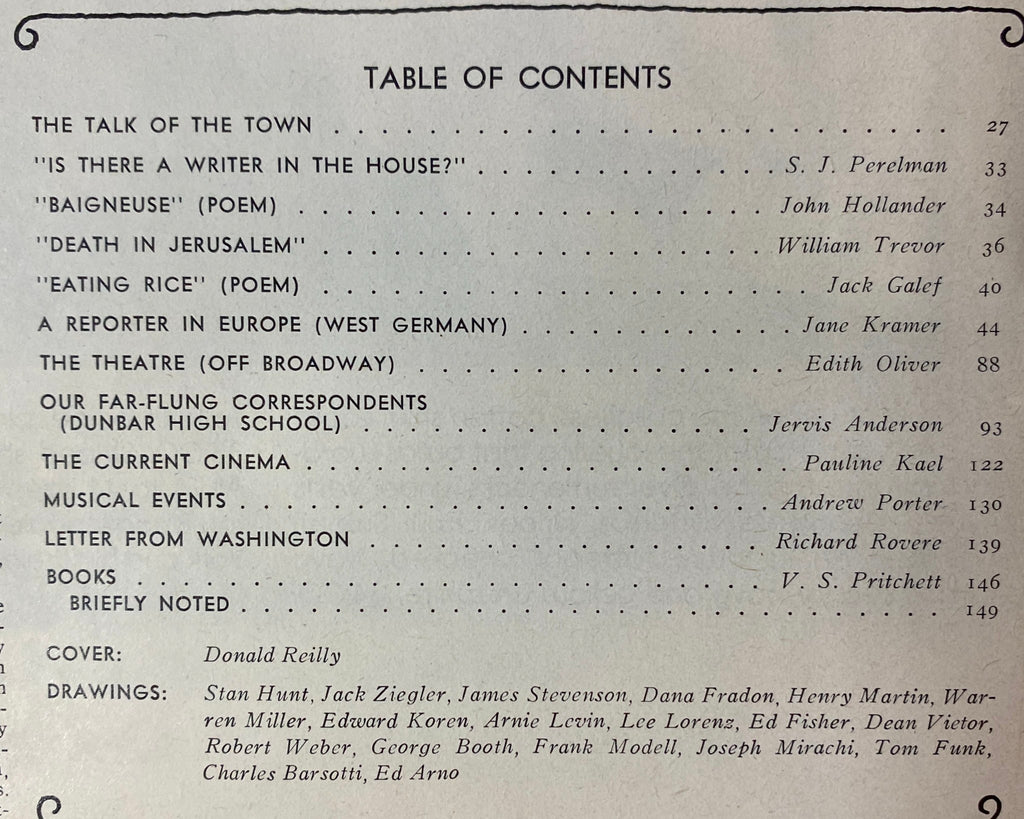 TABLE OF CONTENTS
THE TALK OF THE TOWN . . . . . . . . . . . . . . . . . . . . . . . . . . 27
"IS THERE A WRITER IN THE HOUSE?" . . . . . . . . . . . . . S. J. Perelman 33
"BAIGNEUSE" (POEM) . . . . . . . . . . . . . . . . . . . . John Hollander 34
"DEATH IN JERUSALEM" . . . . . . . . . . . . . . . . . . . William Trevor 36
"EATING RICE" (POEM) . . . . . . . . . . . . . . . . . . . . . Jack Galef 40
A REPORTER IN EUROPE (WEST GERMANY) . . . . . . . . . . . . Jane Kramer 44
THE THEATRE (OFF BROADWAY) . . . . . . . . . . . . . . . . Edith Oliver 88
OUR FAR-FLUNG CORRESPONDENTS
(DUNBAR HIGH SCHOOL) . . . . . . . . . . . . . . . . . Jervis Anderson 93
THE CURRENT CINEMA . . . . . . . . . . . . . . . . . . . . Pauline Kael 122
MUSICAL EVENTS . . . . . . . . . . . . . . . . . . . . . Andrew Porter 130
LETTER FROM WASHINGTON . . . . . . . . . . . . . . . . Richard Rovere 139
BOOKS . . . . . . . . . . . . . . . . . . . . . . . . V. S. Pritchett 146
BRIEFLY NOTED . . . . . . . . . . . . . . . . . . . . . . . . . 149
COVER: Donald Reilly
DRAWINGS: Stan Hunt, Jack Ziegler, James Stevenson, Dana Fradon, Henry Martin, War-
ren Miller, Edward Koren, Arnie Levin, Lee Lorenz, Ed Fisher, Dean Vietor,
Robert Weber, George Booth, Frank Modell, Joseph Mirachi, Tom Funk,
Charles Barsotti, Ed Arno